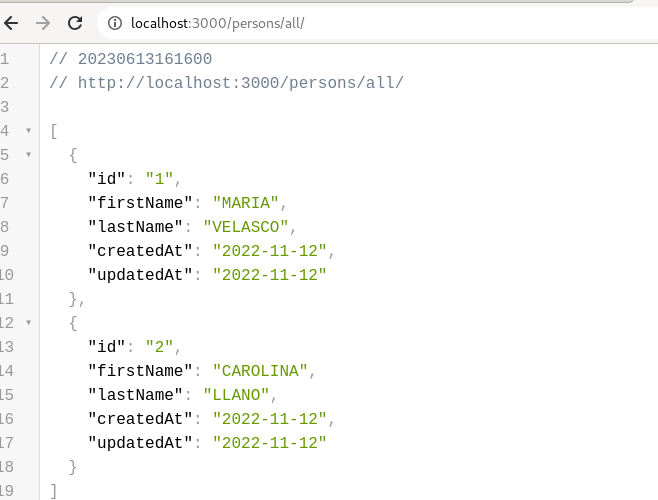 localhost:3000/persons/all/
1 // 20230613161600
2 // http://localhost:3000/persons/all/
3
4 [
5 {
6 "id": "1",
7 "firstName": "MARIA",
8 "lastName": "VELASCO",
9 "createdAt": "2022-11-12",
10 "updatedAt": "2022-11-12"
11 },
12 {
13 "id": "2",
14 "firstName": "CAROLINA",
15 "lastName": "LLANO",
16 "createdAt": "2022-11-12",
17 "updatedAt": "2022-11-12"
18 }
19 ]